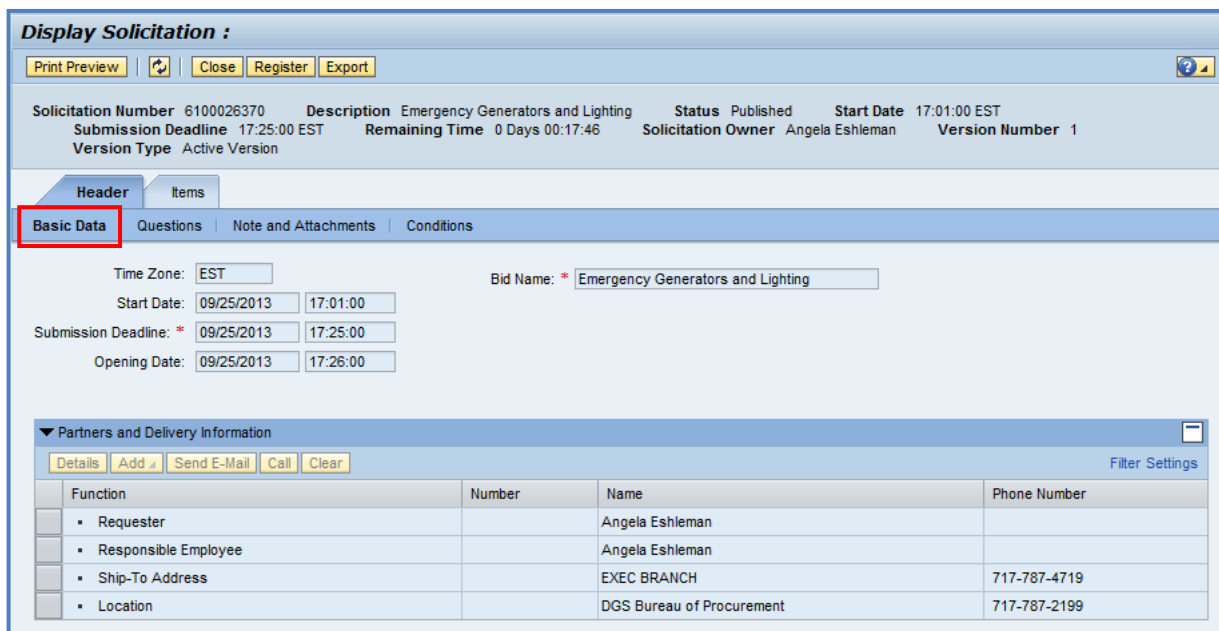 Display Solicitation :
Print Preview Close Register Export
Solicitation Number 6100026370 Description Emergency Generators and Lighting Status Published Start Date 17:01:00 EST
Submission Deadline 17:25:00 EST Remaining Time 0 Days 00:17:46 Solicitation Owner Angela Eshleman Version Number 1
Version Type Active Version
Header Items
Basic Data Questions Note and Attachments Conditions
Time Zone: EST Bid Name: * Emergency Generators and Lighting
Start Date: 09/25/2013 17:01:00
Submission Deadline: * 09/25/2013 17:25:00
Opening Date: 09/25/2013 17:26:00
Partners and Delivery Information
Details Add Send E-Mail Call Clear Filter Settings
Function Number Name Phone Number
Requester Angela Eshleman
Responsible Employee Angela Eshleman
Ship-To Address EXEC BRANCH 717-787-4719
Location DGS Bureau of Procurement 717-787-2199